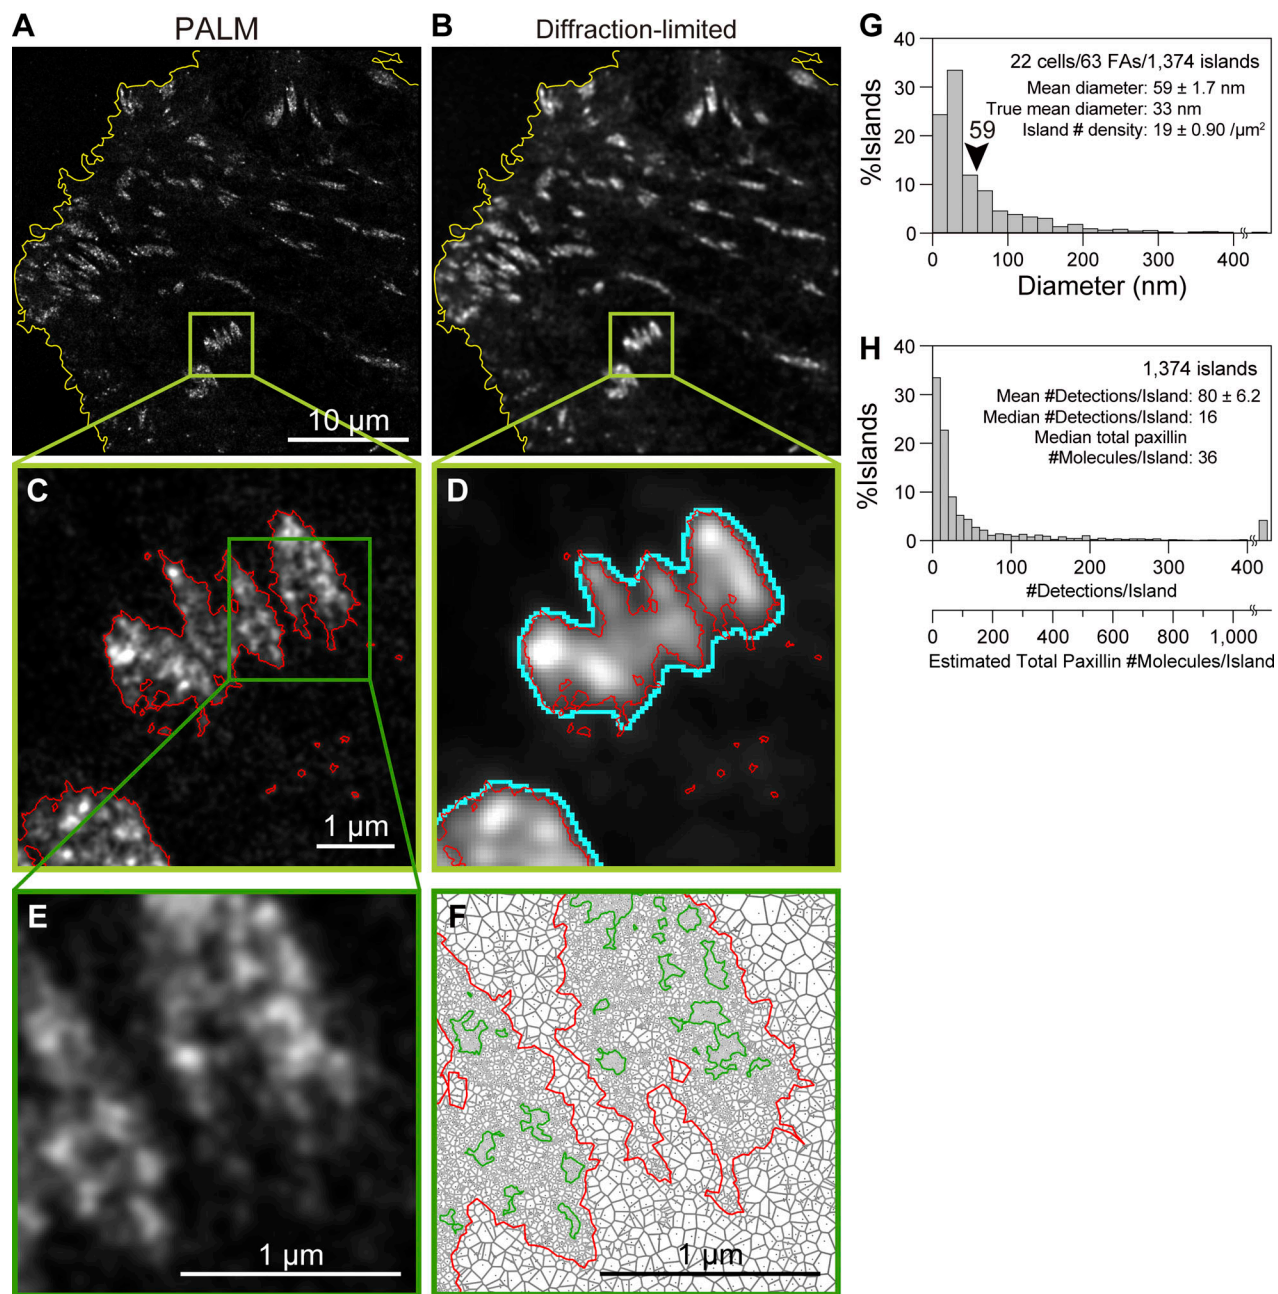 A
PALM
10 µm
B
Diffraction-limited
C
1 µm
D
E
1 µm
F
1 µm
G
40
30
20
10
0
%Islands
22 cells/63 FAs/1,374 islands
Mean diameter: 59 ± 1.7 nm
True mean diameter: 33 nm
Island # density: 19 ± 0.90 /µm²
59
0 100 200 300 400
Diameter (nm)
H
40
30
20
10
0
%Islands
1,374 islands
Mean #Detections/Island: 80 ± 6.2
Median #Detections/Island: 16
Median total paxillin
#Molecules/Island: 36
0 100 200 300 400
#Detections/Island
0 200 400 600 800 1,000
Estimated Total Paxillin #Molecules/Island